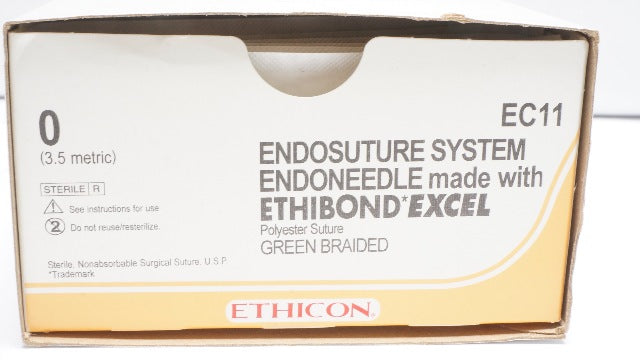 EC11
0
(3.5 metric)
ENDOSUTURE SYSTEM
ENDONEEDLE made with
ETHIBOND*EXCEL
Polyester Suture
GREEN BRAIDED
STERILE R
See instructions for use
2 Do not reuse/resterilize.
Sterile, Nonabsorbable Surgical Suture, U.S.P.
*Trademark
ETHICON